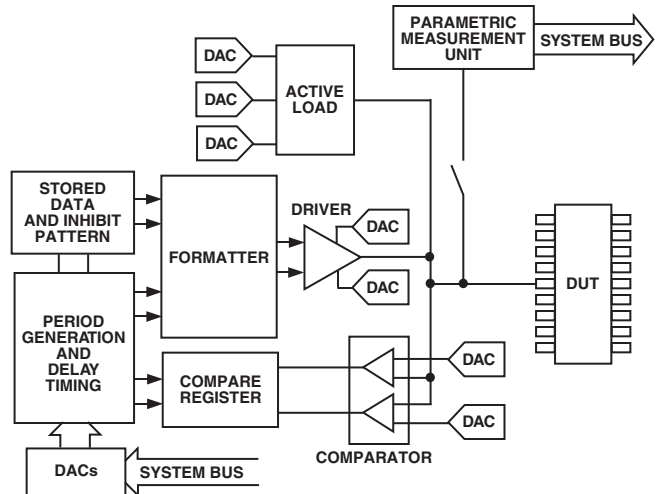 PARAMETRIC
MEASUREMENT
UNIT
SYSTEM BUS
DAC
DAC
DAC
ACTIVE
LOAD
STORED
DATA
AND INHIBIT
PATTERN
FORMATTER
DRIVER
DAC
DAC
DUT
PERIOD
GENERATION
AND
DELAY
TIMING
COMPARE
REGISTER
DAC
DAC
COMPARATOR
DACs
SYSTEM BUS